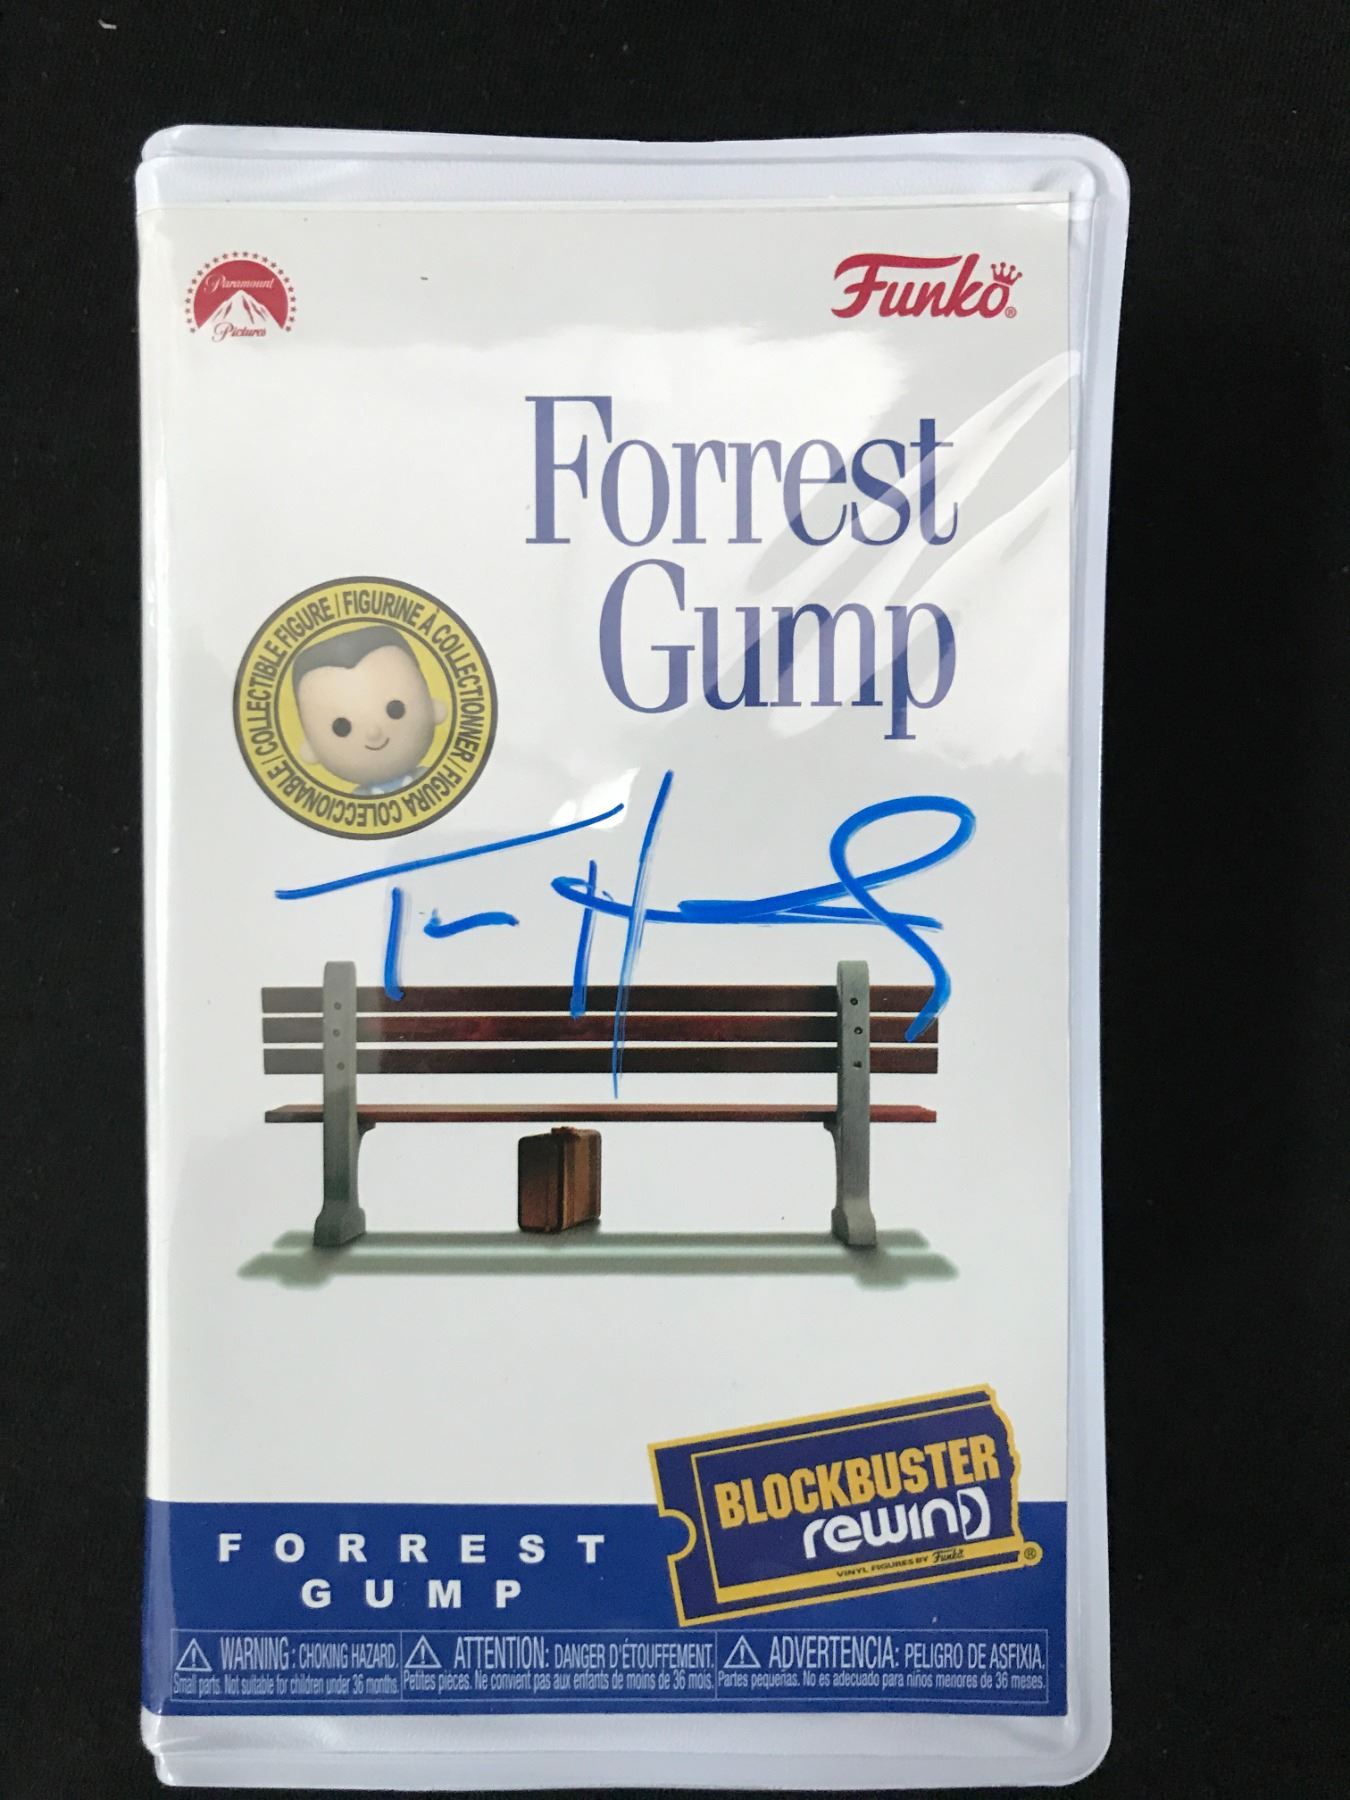 Paramount
Pictures
Funko®
Forrest
Gump
COLLECTIBLE FIGURE / FIGURINE À COLLECTIONNER / FIGURA COLECCIONABLE /
T H
BLOCKBUSTER
rewind
VINYL FIGURES BY Funko ®
FORREST
GUMP
WARNING: CHOKING HAZARD.
Small parts. Not suitable for children under 36 months.
ATTENTION: DANGER D'ÉTOUFFEMENT.
Petites pièces. Ne convient pas aux enfants de moins de 36 mois.
ADVERTENCIA: PELIGRO DE ASFIXIA.
Partes pequeñas. No es adecuado para niños menores de 36 meses.